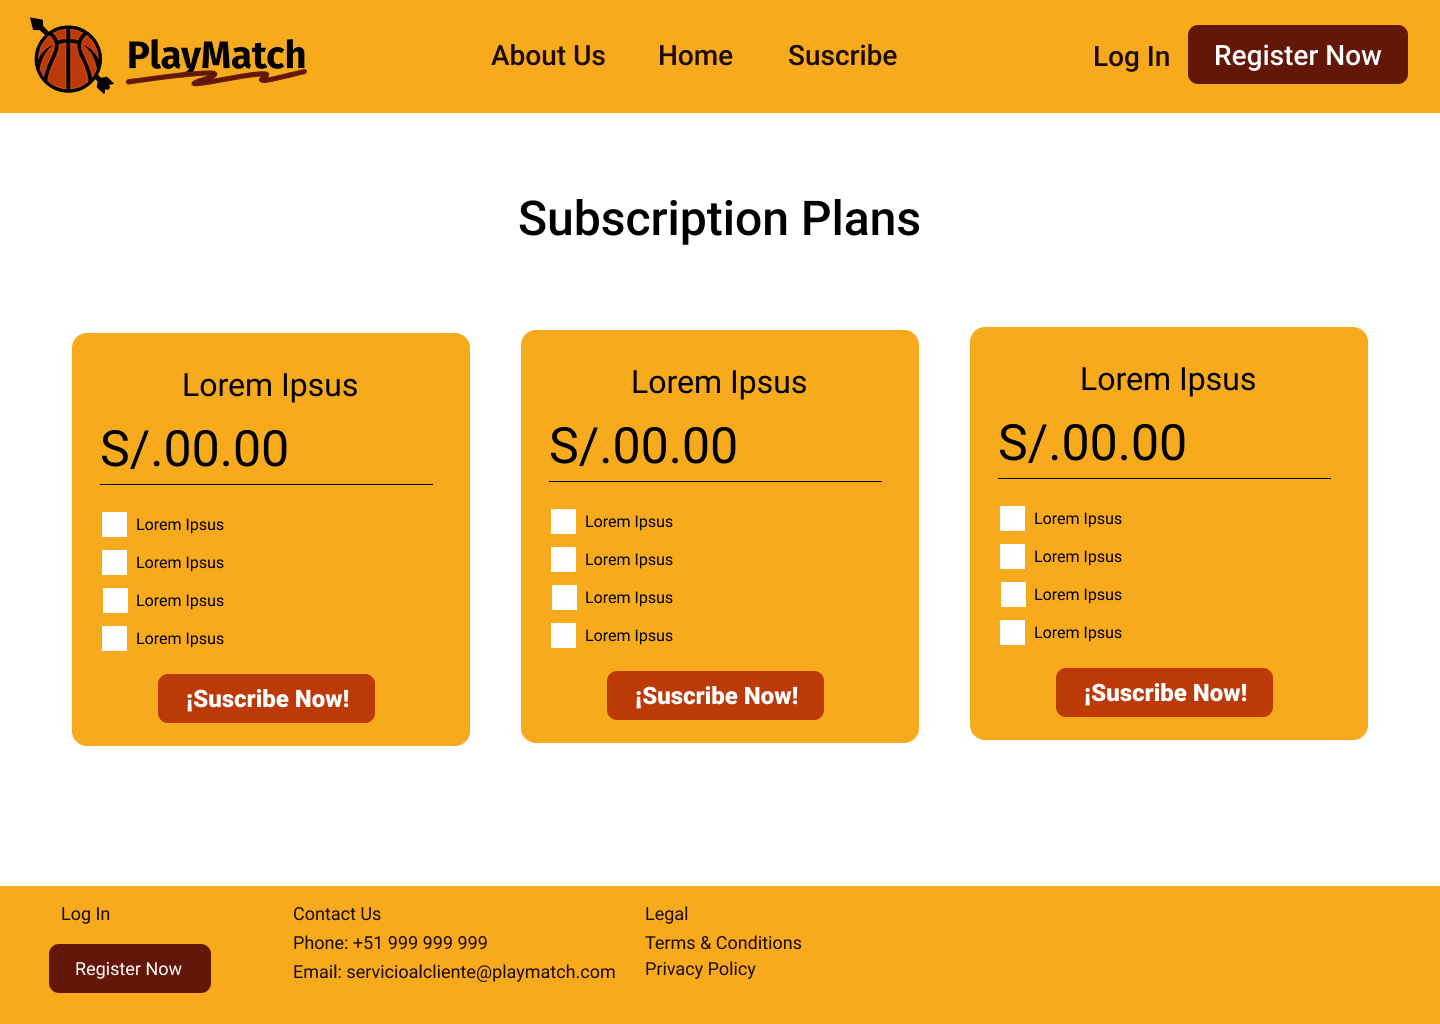 PlayMatch
About Us Home Suscribe
Log In Register Now
Subscription Plans
Lorem Ipsus
S/.00.00
Lorem Ipsus
Lorem Ipsus
Lorem Ipsus
Lorem Ipsus
¡Suscribe Now!
Lorem Ipsus
S/.00.00
Lorem Ipsus
Lorem Ipsus
Lorem Ipsus
Lorem Ipsus
¡Suscribe Now!
Lorem Ipsus
S/.00.00
Lorem Ipsus
Lorem Ipsus
Lorem Ipsus
Lorem Ipsus
¡Suscribe Now!
Log In
Register Now
Contact Us
Phone: +51 999 999 999
Email: servicioalcliente@playmatch.com
Legal
Terms & Conditions
Privacy Policy